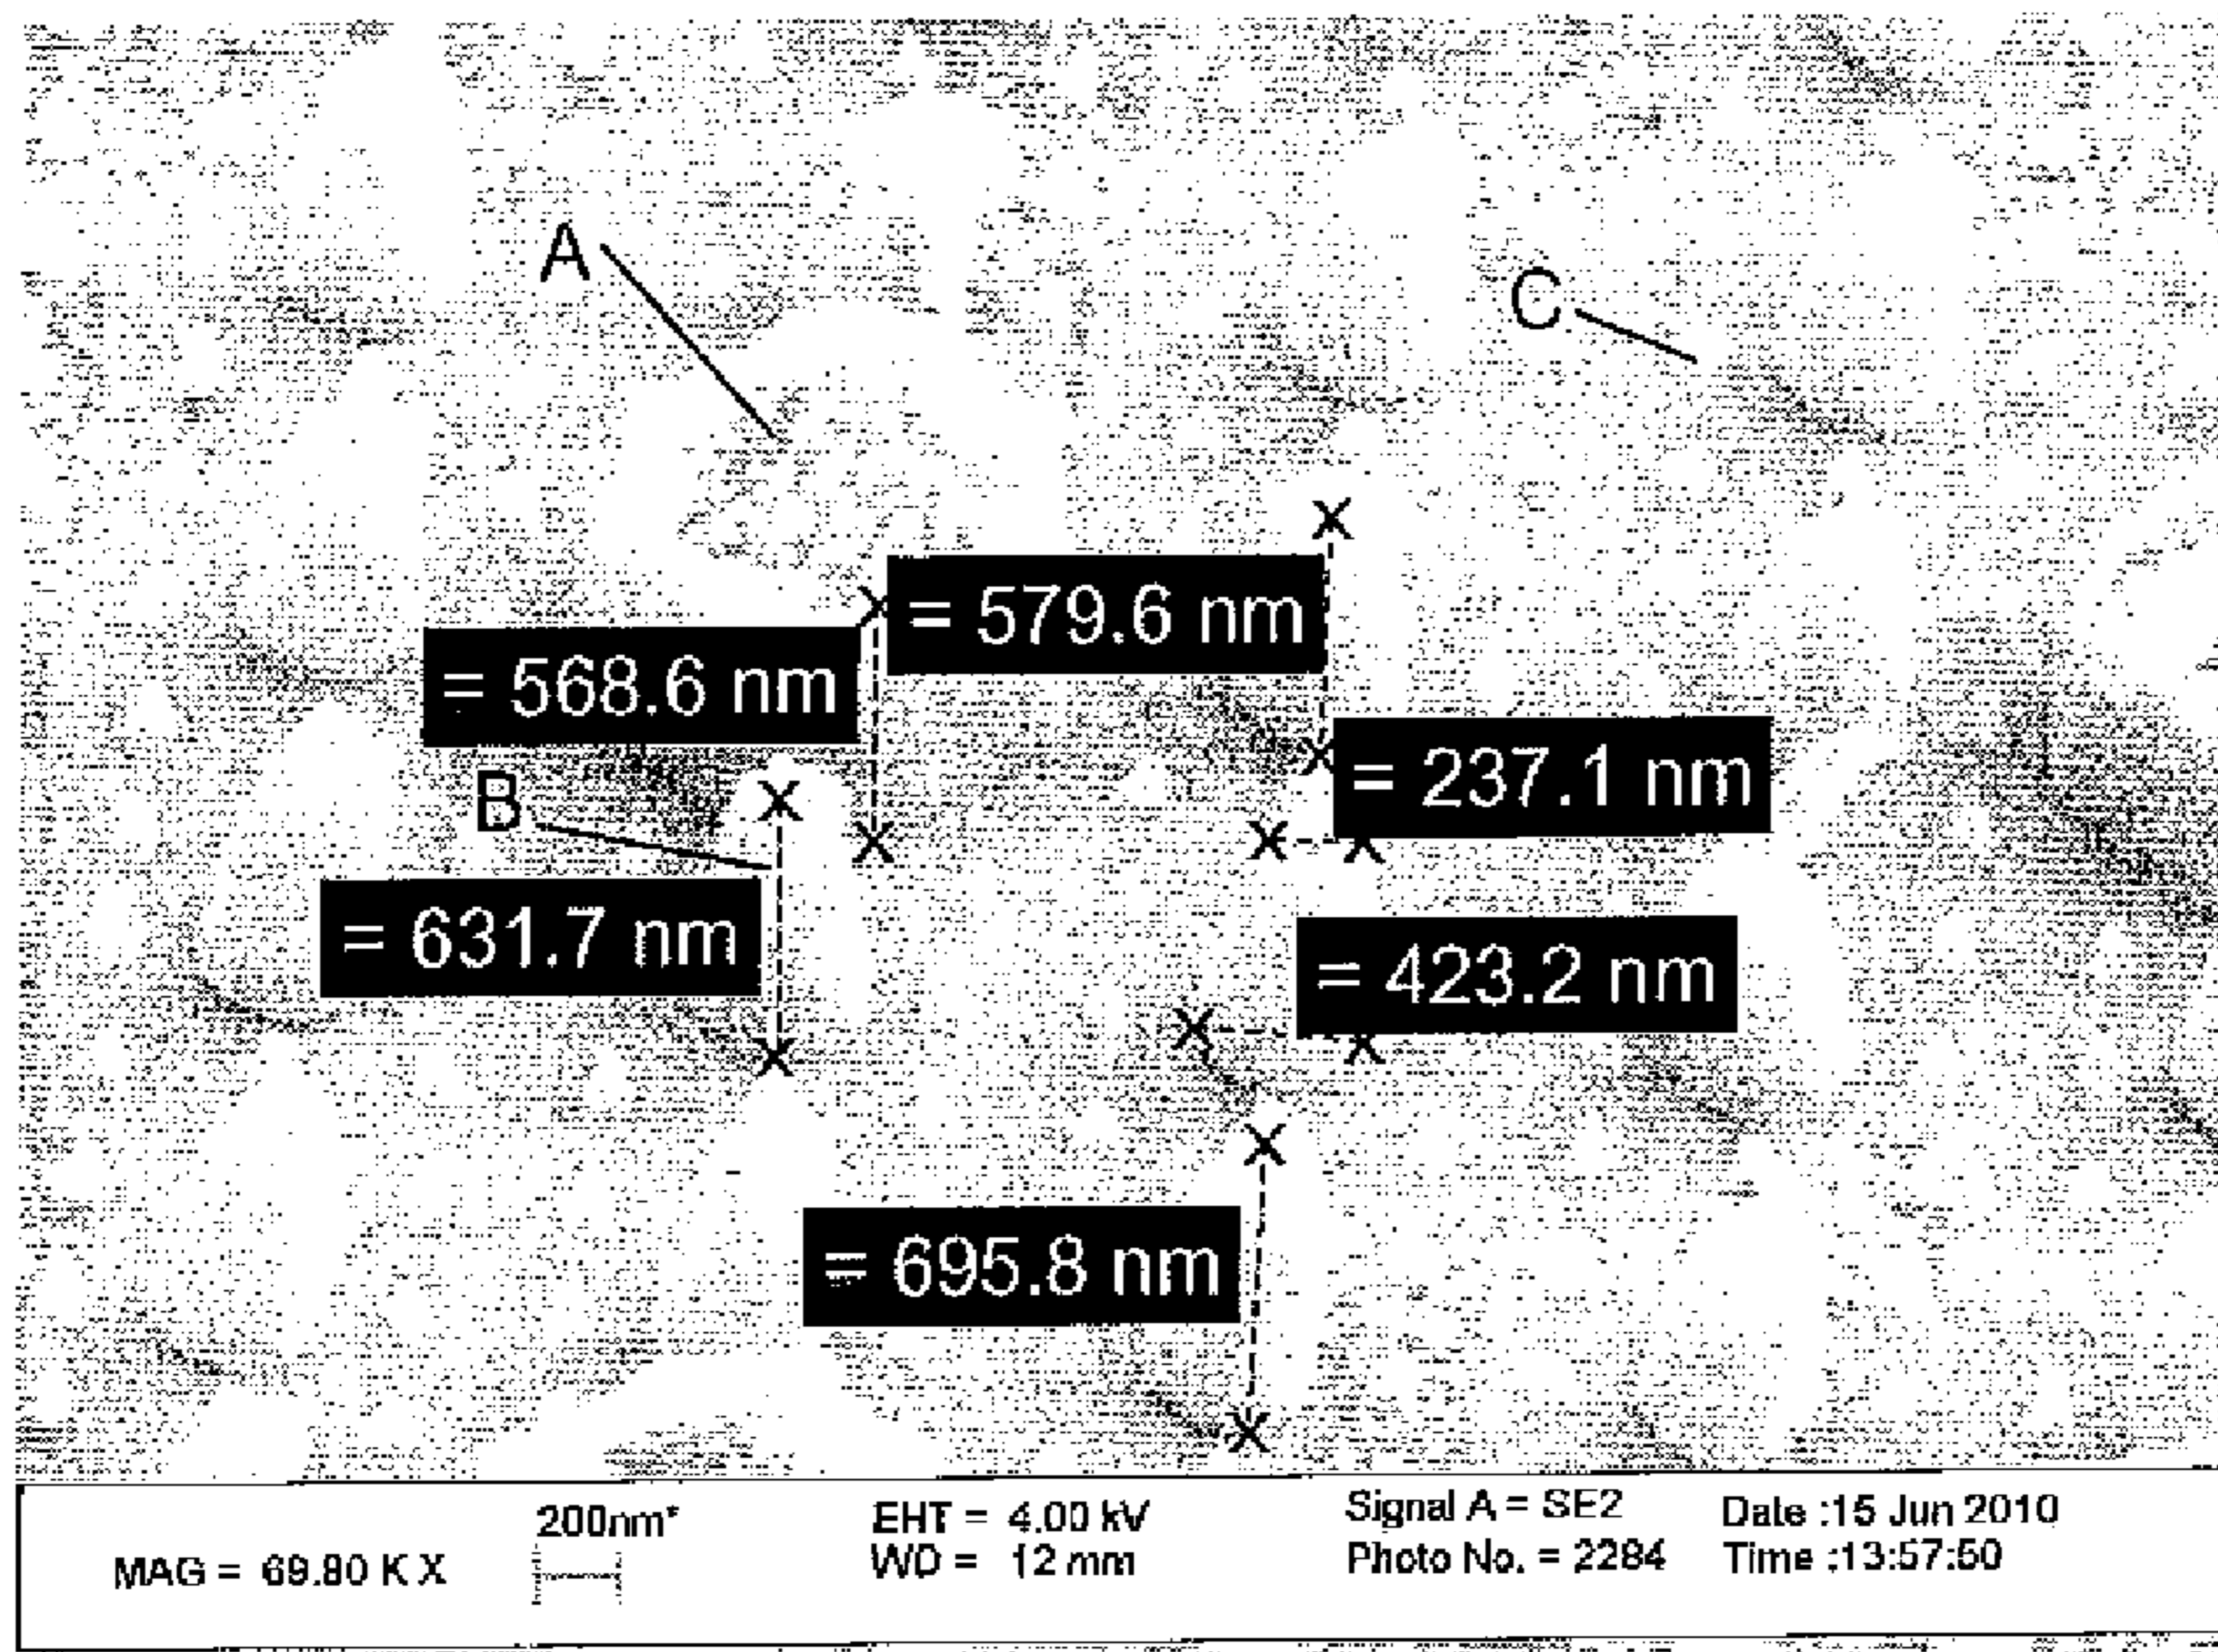 A
C
= 579.6 nm
= 568.6 nm
= 237.1 nm
B
= 631.7 nm
= 423.2 nm
= 695.8 nm
MAG = 69.80 K X
200nm*
EHT = 4.00 kV
WD = 12 mm
Signal A = SE2
Photo No. = 2284
Date :15 Jun 2010
Time :13:57:50